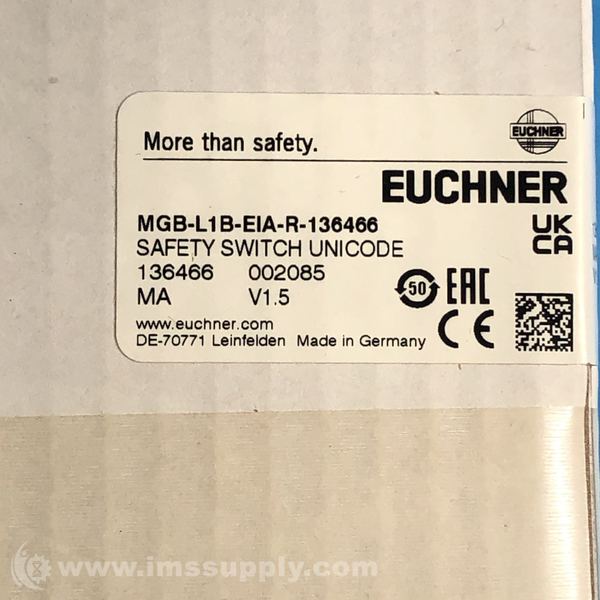 EUCHNER
More than safety.
EUCHNER
MGB-L1B-EIA-R-136466
SAFETY SWITCH UNICODE
136466 002085
MA V1.5
UK
CA
50 EAC
CE
www.euchner.com
DE-70771 Leinfelden Made in Germany
www.imssupply.com